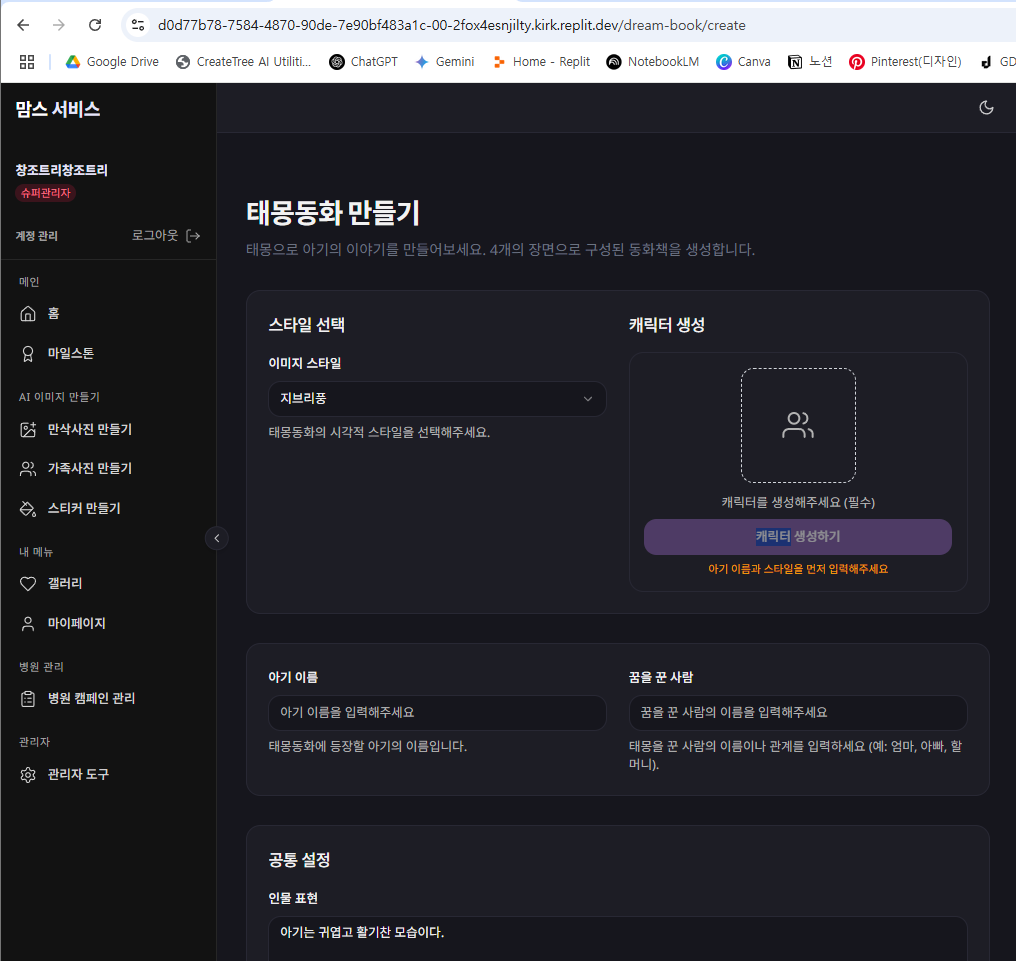 d0d77b78-7584-4870-90de-7e90bf483a1c-00-2fox4esnjilty.kirk.replit.dev/dream-book/create
Google Drive
CreateTree AI Utiliti...
ChatGPT
Gemini
Home - Replit
NotebookLM
Canva
노션
Pinterest(디자인)
GD
맘스 서비스
창조트리창조트리
슈퍼관리자
계정 관리
로그아웃
메인
홈
마일스톤
AI 이미지 만들기
만삭사진 만들기
가족사진 만들기
스티커 만들기
내 메뉴
갤러리
마이페이지
병원 관리
병원 캠페인 관리
관리자
관리자 도구
태몽동화 만들기
태몽으로 아기의 이야기를 만들어보세요. 4개의 장면으로 구성된 동화책을 생성합니다.
스타일 선택
이미지 스타일
지브리풍
태몽동화의 시각적 스타일을 선택해주세요.
캐릭터 생성
캐릭터를 생성해주세요 (필수)
캐릭터 생성하기
아기 이름과 스타일을 먼저 입력해주세요
아기 이름
아기 이름을 입력해주세요
태몽동화에 등장할 아기의 이름입니다.
꿈을 꾼 사람
꿈을 꾼 사람의 이름을 입력해주세요
태몽을 꾼 사람의 이름이나 관계를 입력하세요 (예: 엄마, 아빠, 할
머니).
공통 설정
인물 표현
아기는 귀엽고 활기찬 모습이다.